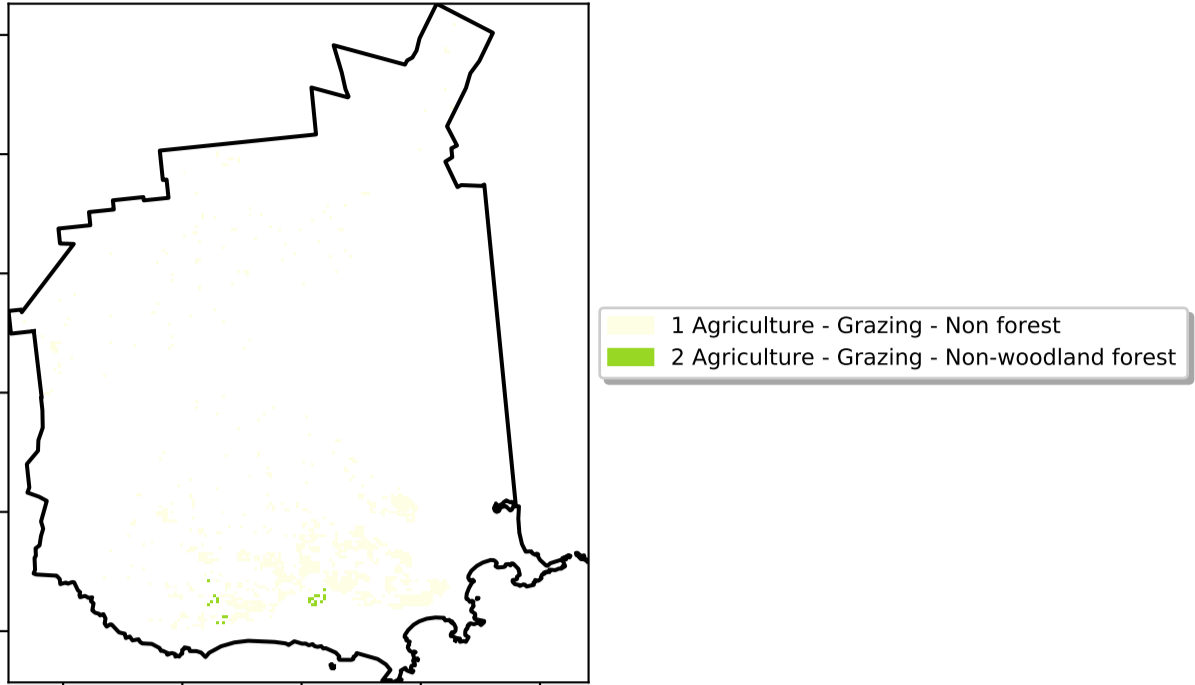 1 Agriculture - Grazing - Non forest
2 Agriculture - Grazing - Non-woodland forest